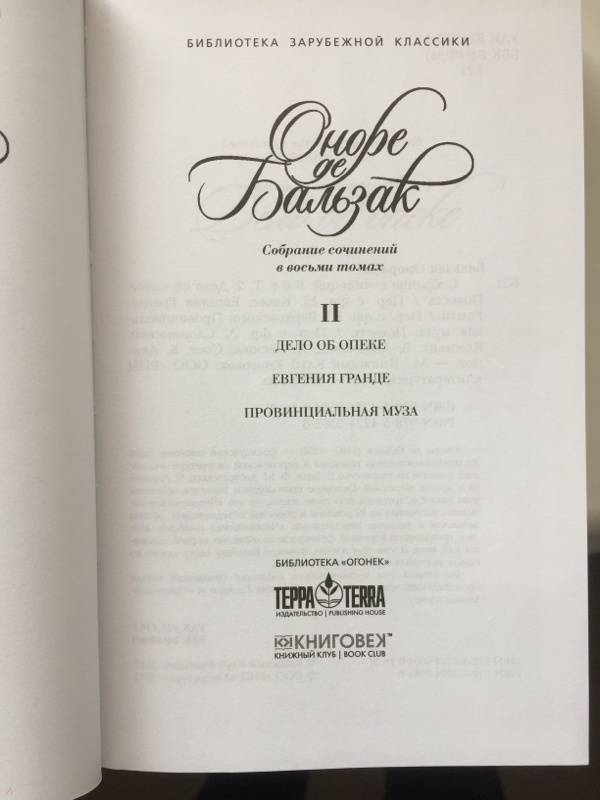 БИБЛИОТЕКА ЗАРУБЕЖНОЙ КЛАССИКИ
Оноре
де
Бальзак
Собрание сочинений
в восьми томах
II
ДЕЛО ОБ ОПЕКЕ
ЕВГЕНИЯ ГРАНДЕ
ПРОВИНЦИАЛЬНАЯ МУЗА
БИБЛИОТЕКА «ОГОНЕК»
ТЕРРА TERRA
ИЗДАТЕЛЬСТВО | PUBLISHING HOUSE
КНИГОВЕК™
КНИЖНЫЙ КЛУБ | BOOK CLUB